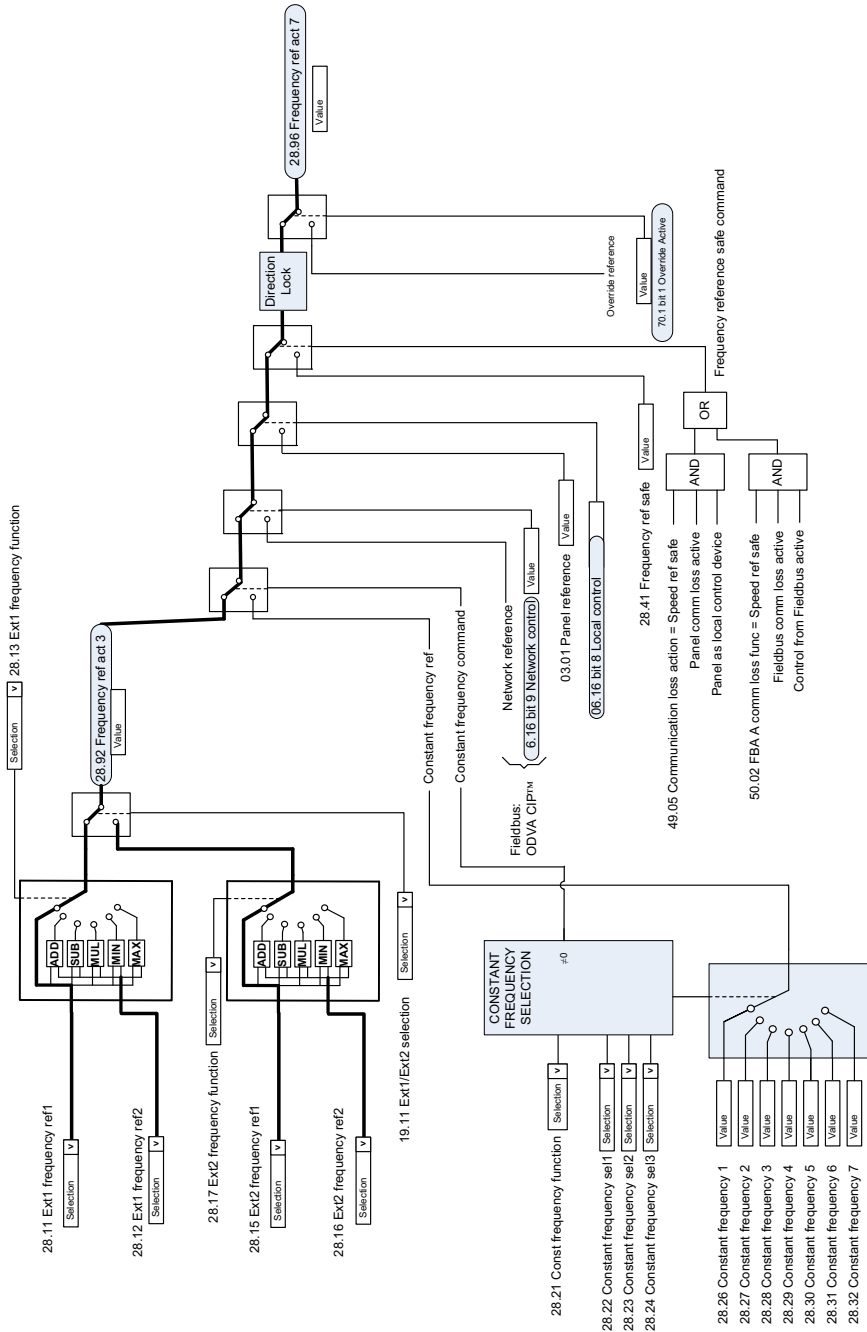 28.11 Ext1 frequency ref1
Selection v
28.12 Ext1 frequency ref2
Selection v
ADD
SUB
MUL
MIN
MAX
Selection v 28.13 Ext1 frequency function
28.17 Ext2 frequency function
Selection v
28.15 Ext2 frequency ref1
Selection v
28.16 Ext2 frequency ref2
Selection v
ADD
SUB
MUL
MIN
MAX
19.11 Ext1/Ext2 selection
Selection v
28.92 Frequency ref act 3
Value
28.21 Const frequency function Selection v
28.22 Constant frequency sel1 Selection v
28.23 Constant frequency sel2 Selection v
28.24 Constant frequency sel3 Selection v
CONSTANT
FREQUENCY
SELECTION
≠0
28.26 Constant frequency 1 Value
28.27 Constant frequency 2 Value
28.28 Constant frequency 3 Value
28.29 Constant frequency 4 Value
28.30 Constant frequency 5 Value
28.31 Constant frequency 6 Value
28.32 Constant frequency 7 Value
Constant frequency ref
Constant frequency command
Fieldbus:
ODVA CIP™
Network reference
6.16 bit 9 Network control Value
03.01 Panel reference Value
06.16 bit 8 Local control
28.41 Frequency ref safe Value
49.05 Communication loss action = Speed ref safe
Panel comm loss active
Panel as local control device
AND
50.02 FBA A comm loss func = Speed ref safe
Fieldbus comm loss active
Control from Fieldbus active
AND
OR
Frequency reference safe command
Direction
Lock
Override reference
Value
70.1 bit 1 Override Active
28.96 Frequency ref act 7
Value